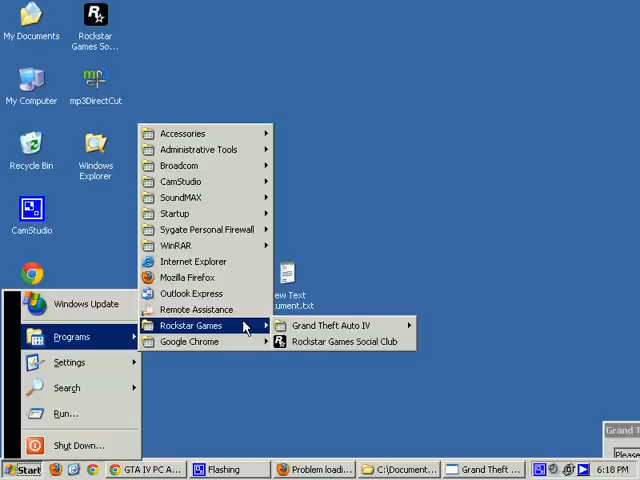 My Documents
Rockstar
Games So...
My Computer
mp3DirectCut
Recycle Bin
Windows
Explorer
CamStudio
Accessories
Administrative Tools
Broadcom
CamStudio
SoundMAX
Startup
Sygate Personal Firewall
WinRAR
Internet Explorer
Mozilla Firefox
Outlook Express
Remote Assistance
Rockstar Games
Google Chrome
Grand Theft Auto IV
Rockstar Games Social Club
ew Text
cument.txt
Windows Update
Programs
Settings
Search
Run...
Shut Down...
Grand T
Please
Start
GTA IV PC A...
Flashing
Problem loadi...
C:\Document...
Grand Theft ...
6:18 PM